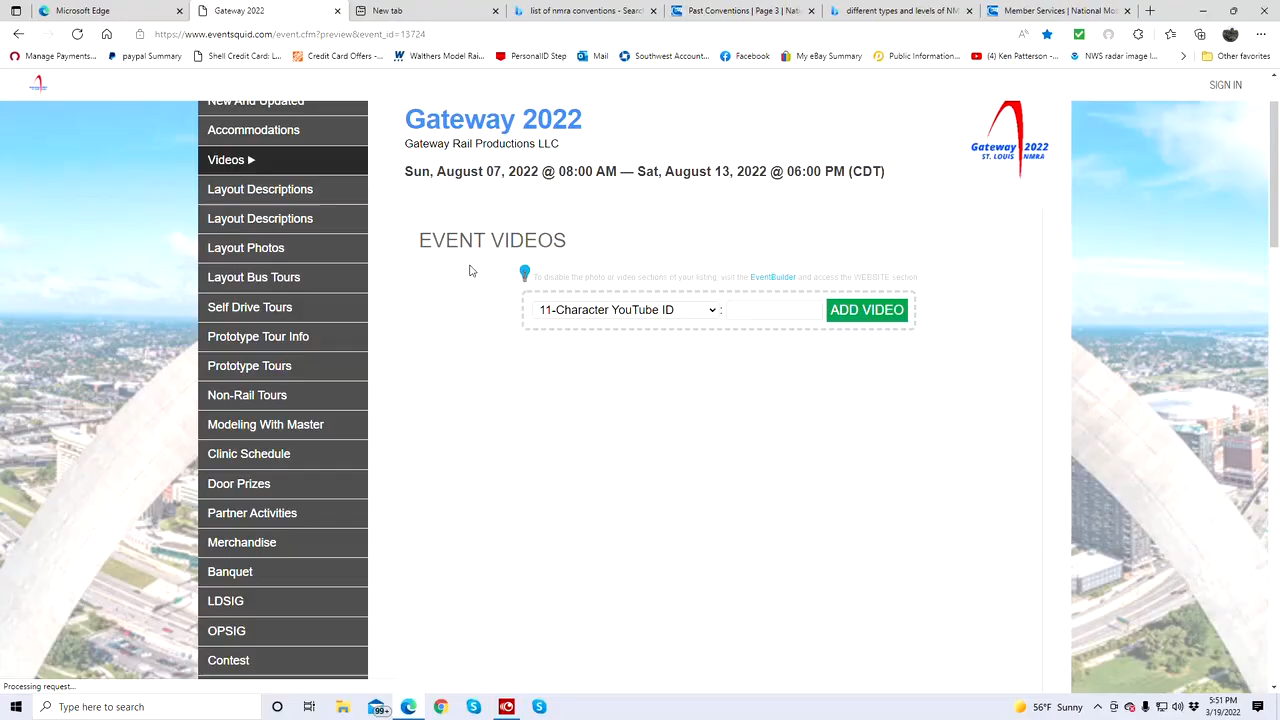 Microsoft Edge
Gateway 2022
New tab
list of nmra conventions - Searc
Past Conventions | Page 3 | Nati
different types and levels of NM
Member Services | National Mod
https://www.eventsquid.com/event.cfm?preview&event_id=13724
Manage Payments...
paypal Summary
Shell Credit Card: L...
Credit Card Offers -...
Walthers Model Rai...
PersonalID Step
Mail
Southwest Account...
Facebook
My eBay Summary
Public Information...
(4) Ken Patterson -...
NWS radar image l...
Other favorites
SIGN IN
New And Updated
Accommodations
Videos ▶
Layout Descriptions
Layout Descriptions
Layout Photos
Layout Bus Tours
Self Drive Tours
Prototype Tour Info
Prototype Tours
Non-Rail Tours
Modeling With Master
Clinic Schedule
Door Prizes
Partner Activities
Merchandise
Banquet
LDSIG
OPSIG
Contest
Gateway 2022
Gateway Rail Productions LLC
Sun, August 07, 2022 @ 08:00 AM — Sat, August 13, 2022 @ 06:00 PM (CDT)
Gateway 2022
ST. LOUIS NMRA
EVENT VIDEOS
To disable the photo or video sections of your listing, visit the EventBuilder and access the WEBSITE section
11-Character YouTube ID :
ADD VIDEO
Processing request...
Type here to search
99+
56°F Sunny
5:51 PM
3/19/2022